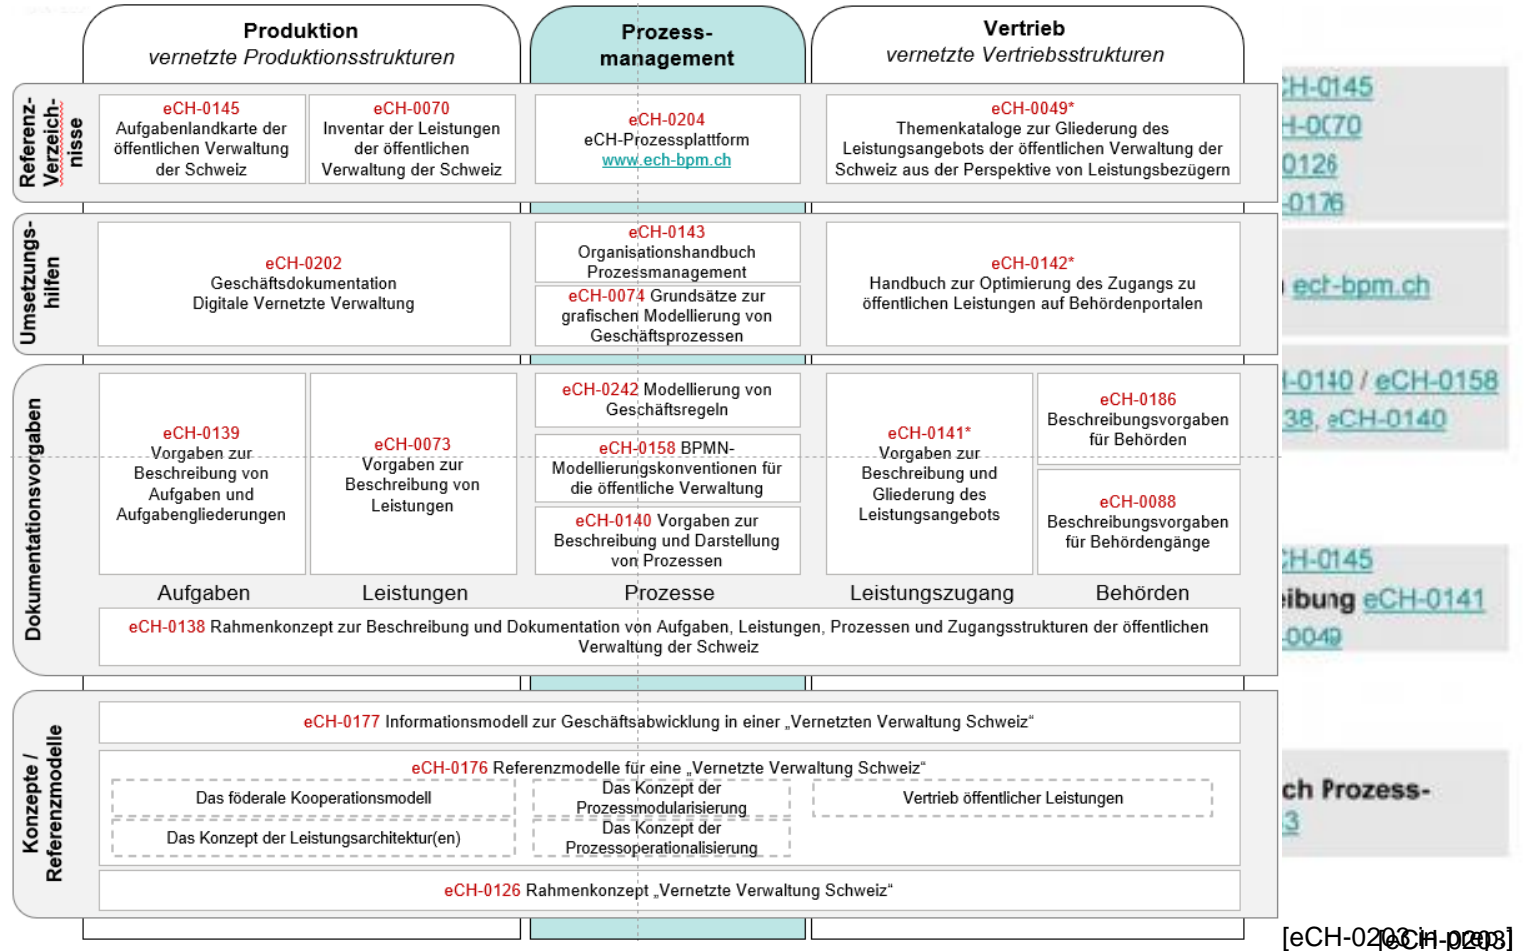 Produktion
vernetzte Produktionsstrukturen
Prozess-
management
Vertrieb
vernetzte Vertriebsstrukturen
Referenz-
Verzeich-
nisse
eCH-0145
Aufgabenlandkarte der
öffentlichen Verwaltung
der Schweiz
eCH-0070
Inventar der Leistungen
der öffentlichen
Verwaltung der Schweiz
eCH-0204
eCH-Prozessplattform
www.ech-bpm.ch
eCH-0049*
Themenkataloge zur Gliederung des
Leistungsangebots der öffentlichen Verwaltung der
Schweiz aus der Perspektive von Leistungsbezügern
Umsetzungs-
hilfen
eCH-0202
Geschäftsdokumentation
Digitale Vernetzte Verwaltung
eCH-0143
Organisationshandbuch
Prozessmanagement
eCH-0074 Grundsätze zur
grafischen Modellierung von
Geschäftsprozessen
eCH-0142*
Handbuch zur Optimierung des Zugangs zu
öffentlichen Leistungen auf Behördenportalen
Dokumentationsvorgaben
eCH-0139
Vorgaben zur
Beschreibung von
Aufgaben und
Aufgabengliederungen
eCH-0073
Vorgaben zur
Beschreibung von
Leistungen
eCH-0242 Modellierung von
Geschäftsregeln
eCH-0158 BPMN-
Modellierungskonventionen für
die öffentliche Verwaltung
eCH-0140 Vorgaben zur
Beschreibung und Darstellung
von Prozessen
eCH-0141*
Vorgaben zur
Beschreibung und
Gliederung des
Leistungsangebots
eCH-0186
Beschreibungsvorgaben
für Behörden
eCH-0088
Beschreibungsvorgaben
für Behördengänge
Aufgaben
Leistungen
Prozesse
Leistungszugang
Behörden
eCH-0138 Rahmenkonzept zur Beschreibung und Dokumentation von Aufgaben, Leistungen, Prozessen und Zugangsstrukturen der öffentlichen
Verwaltung der Schweiz
Konzepte /
Referenzmodelle
eCH-0177 Informationsmodell zur Geschäftsabwicklung in einer „Vernetzten Verwaltung Schweiz“
eCH-0176 Referenzmodelle für eine „Vernetzte Verwaltung Schweiz“
Das föderale Kooperationsmodell
Das Konzept der Leistungsarchitektur(en)
Das Konzept der
Prozessmodularisierung
Das Konzept der
Prozessoperationalisierung
Vertrieb öffentlicher Leistungen
eCH-0126 Rahmenkonzept „Vernetzte Verwaltung Schweiz“
CH-0145
H-0070
0126
-0176
ech-bpm.ch
-0140 / eCH-0158
38, eCH-0140
CH-0145
eibung eCH-0141
-0049
ch Prozess-
3